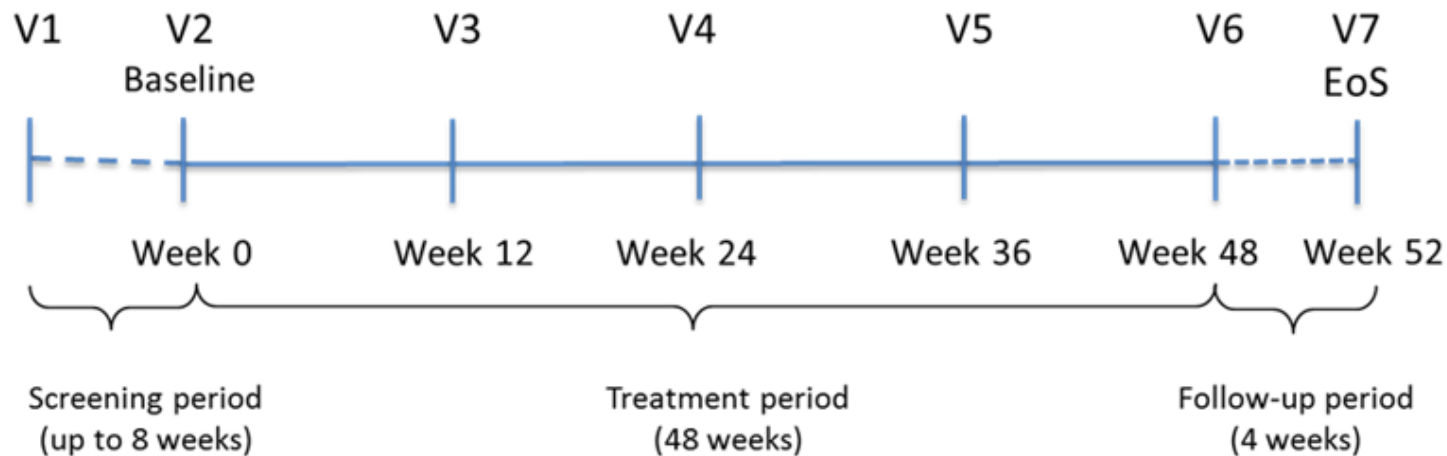 V1 V2 V3 V4 V5 V6 V7
Baseline EoS
Week 0 Week 12 Week 24 Week 36 Week 48 Week 52
Screening period Treatment period Follow-up period
(up to 8 weeks) (48 weeks) (4 weeks)